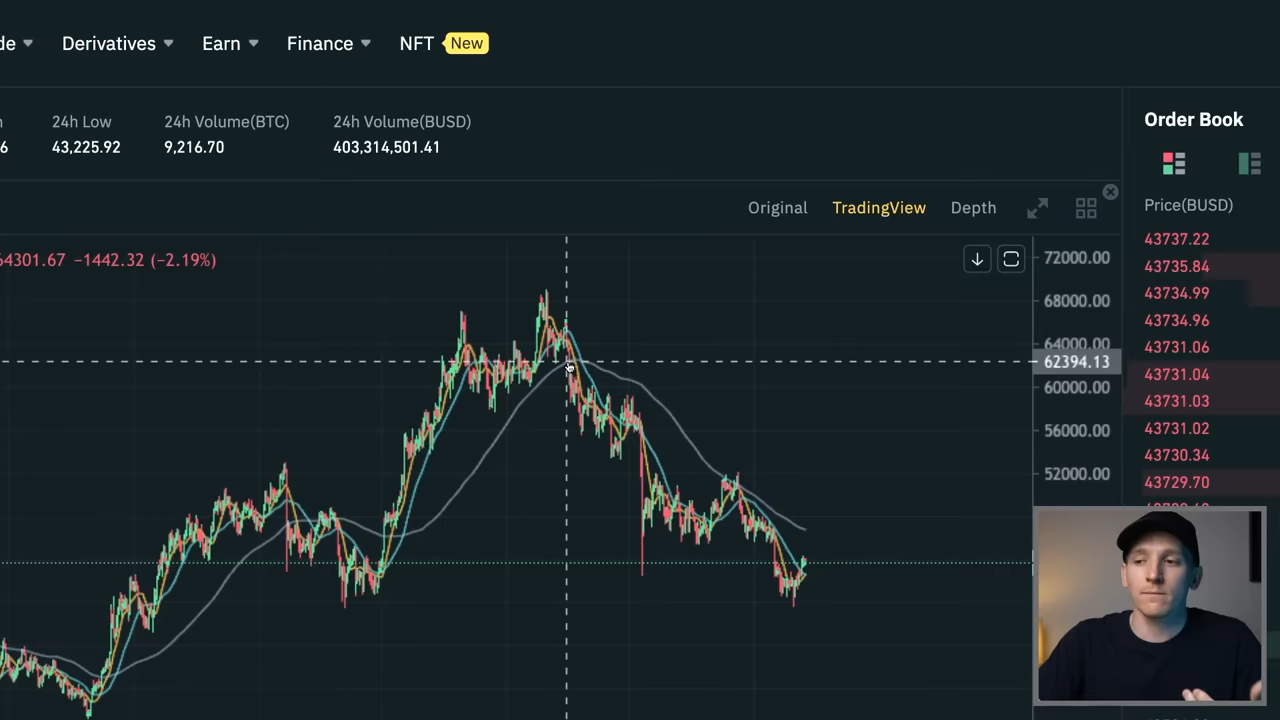 de Derivatives Earn Finance NFT New
24h Low 24h Volume(BTC) 24h Volume(BUSD)
43,225.92 9,216.70 403,314,501.41
Order Book
Original TradingView Depth
Price(BUSD)
64301.67 −1442.32 (−2.19%)
72000.00
68000.00
64000.00
62394.13
60000.00
56000.00
52000.00
43737.22
43735.84
43734.99
43734.96
43731.06
43731.04
43731.03
43731.02
43730.34
43729.70